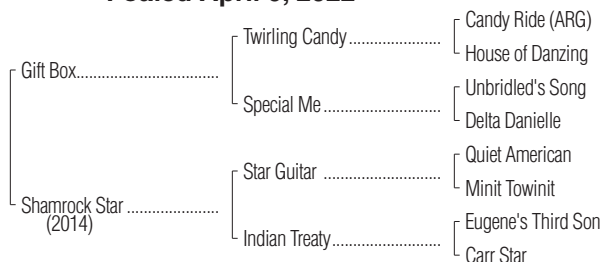 Foaled April 2022
Candy Ride (ARG)
Twirling Candy........................
House of Danzing
Gift Box.....................................
Unbridled's Song
Special Me..............................
Delta Danielle
Quiet American
Star Guitar ..............................
Minit Towinit
Shamrock Star ........................
(2014)
Eugene's Third Son
Indian Treaty............................
Carr Star